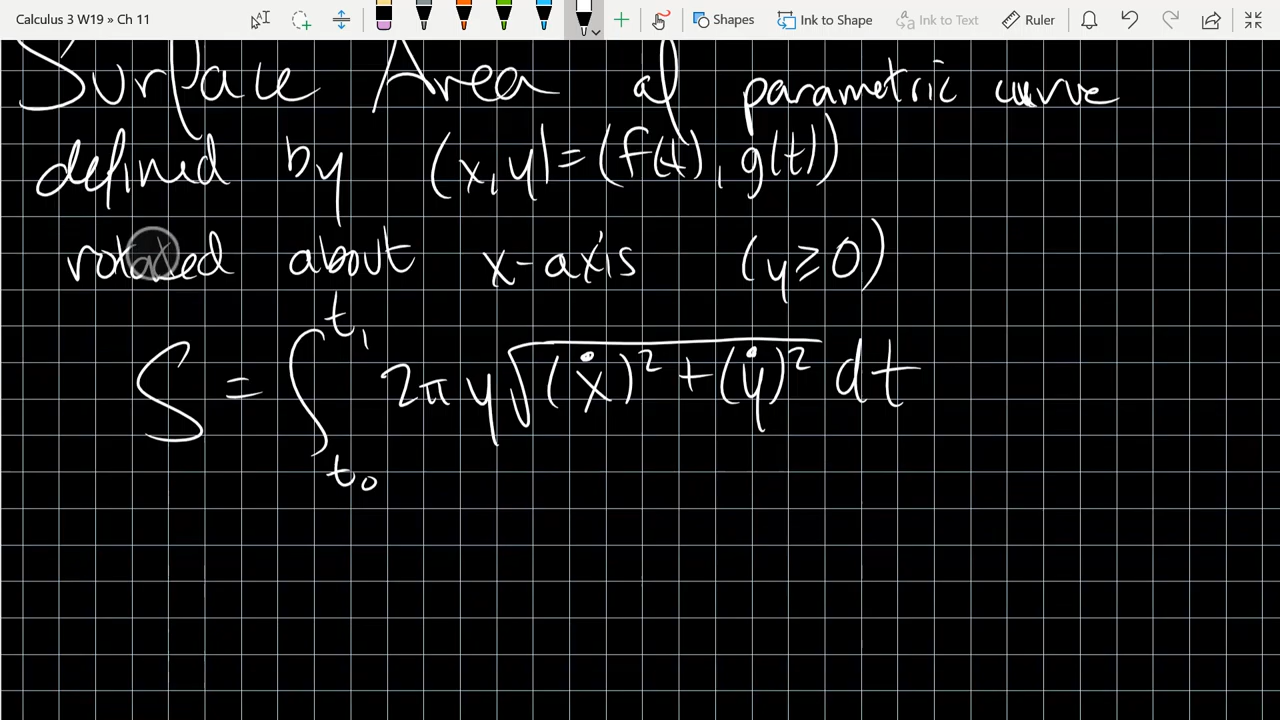 Calculus 3 W19 » Ch 11 Shapes Ink to Shape Ink to Text Ruler
Surface Area of parametric curve
defined by (x,y)=(f(t), g(t))
rotated about x-axis (y≥0)
S = ∫_{t₀}^{t₁} 2πy√((ẋ)² + (ẏ)²) dt